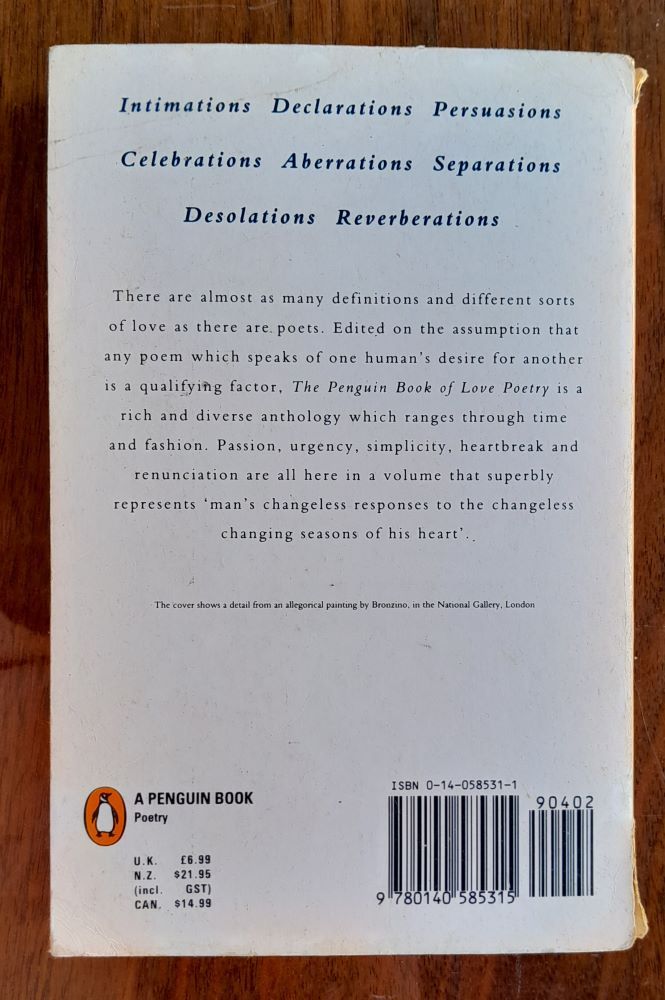 Intimations Declarations Persuasions
Celebrations Aberrations Separations
Desolations Reverberations
There are almost as many definitions and different sorts
of love as there are poets. Edited on the assumption that
any poem which speaks of one human's desire for another
is a qualifying factor, The Penguin Book of Love Poetry is a
rich and diverse anthology which ranges through time
and fashion. Passion, urgency, simplicity, heartbreak and
renunciation are all here in a volume that superbly
represents ‘man's changeless responses to the changeless
changing seasons of his heart’.
The cover shows a detail from an allegorical painting by Bronzino, in the National Gallery, London
A PENGUIN BOOK
Poetry
U.K. £6.99
N.Z. $21.95
(incl. GST)
CAN. $14.99
ISBN 0-14-058531-1
90402
9 780140 585315